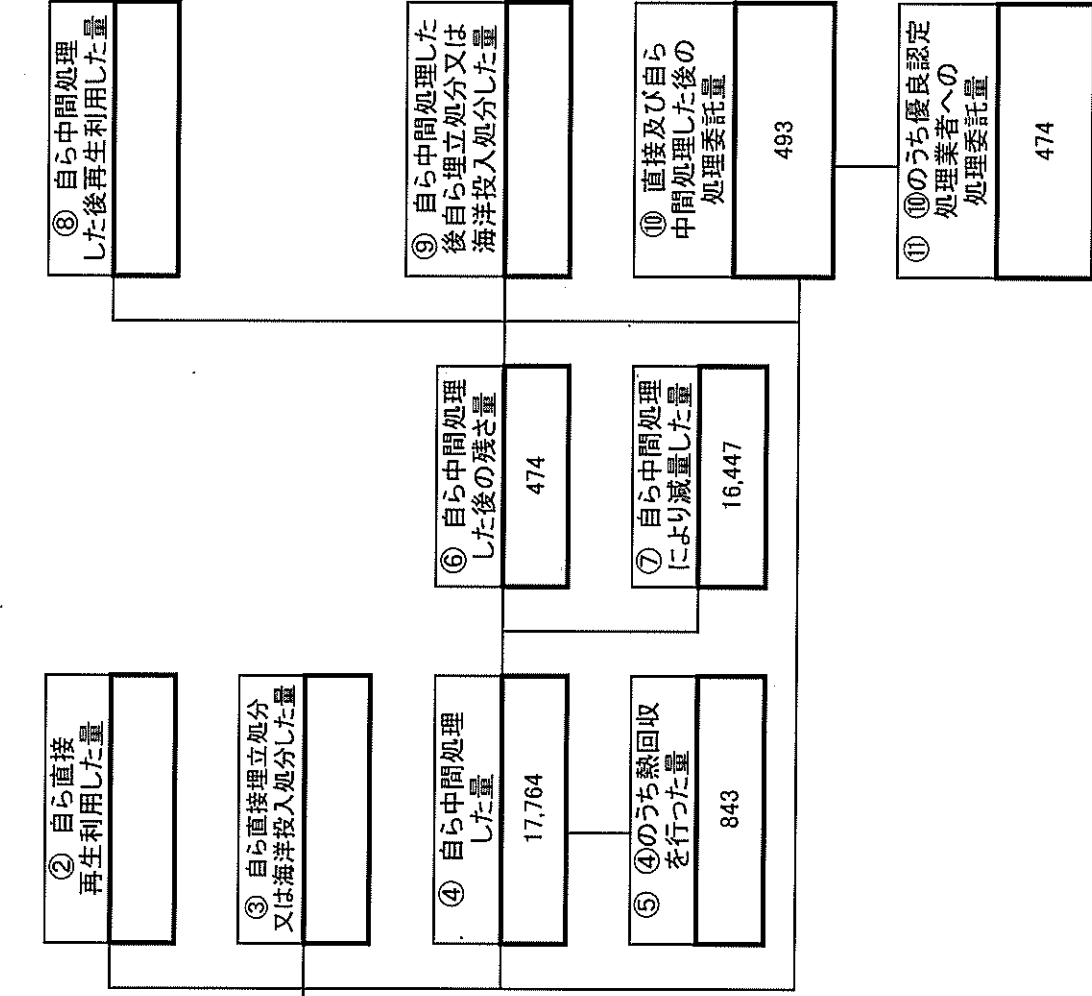 ② 自ら直接
再生利用した量
③ 自ら直接埋立処分
又は海洋投入処分した量
④ 自ら中間処理
した量
17,764
⑤ ④のうち熱回収
を行った量
843
⑥ 自ら中間処理
した後の残さ量
474
⑦ 自ら中間処理
により減量した量
16,447
⑧ 自ら中間処理
した後再生利用した量
⑨ 自ら中間処理した
後自ら埋立処分又は
海洋投入処分した量
⑩ 直接及び自ら
中間処理した後の
処理委託量
493
⑪ ⑩のうち優良認定
処理業者への
処理委託量
474